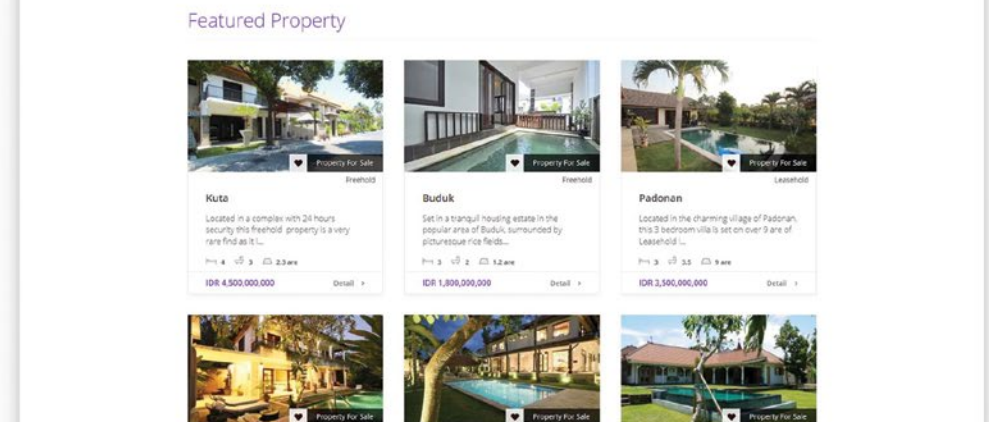 Featured Property
Property For Sale
Property For Sale
Property For Sale
Freehold
Freehold
Leasehold
Kuta
Located in a complex with 24 hours
security this freehold property is a very
rare find as it i...
4 3 2.3 are
IDR 4,500,000,000
Detail
Buduk
Set in a tranquil housing estate in the
popular area of Buduk, surrounded by
picturesque rice fields...
3 2 1.2 are
IDR 1,800,000,000
Detail
Padonan
Located in the charming village of Padonan,
this 3 bedroom villa is set on over 9 are of
Leasehold l...
3 3.5 9 are
IDR 3,500,000,000
Detail
Property For Sale
Property For Sale
Property For Sale